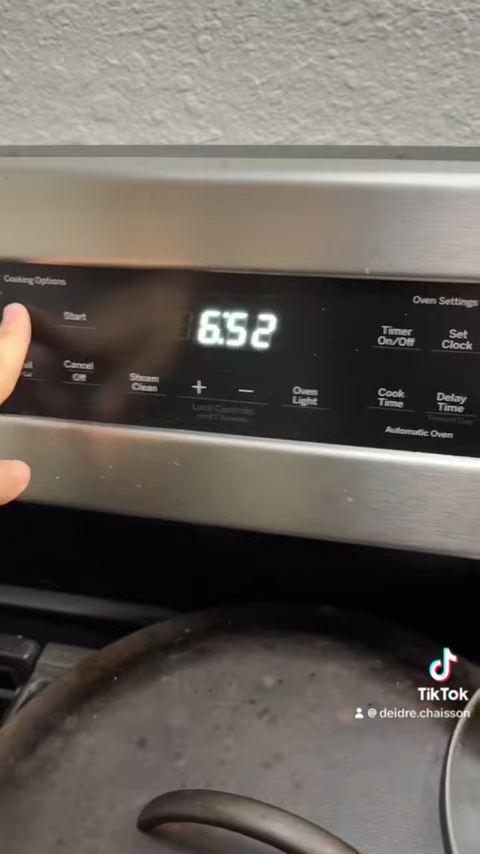 Cooking Options
Oven Settings
Start
6:52
Timer
On/Off
Set
Clock
Cancel
Off
Steam
Clean
+
−
Oven
Light
Cook
Time
Delay
Time
Lock Controls
Automatic Oven
TikTok
@deidre.chaisson